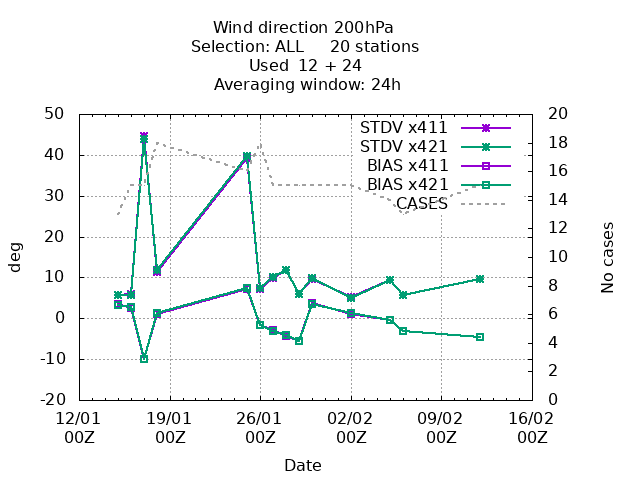 Wind direction 200hPa
Selection: ALL 20 stations
Used 12 + 24
Averaging window: 24h
50
40
30
20
10
0
-10
-20
deg
20
18
16
14
12
10
8
6
4
2
0
No cases
STDV x411
STDV x421
BIAS x411
BIAS x421
CASES
12/01 19/01 26/01 02/02 09/02 16/02
00Z 00Z 00Z 00Z 00Z 00Z
Date